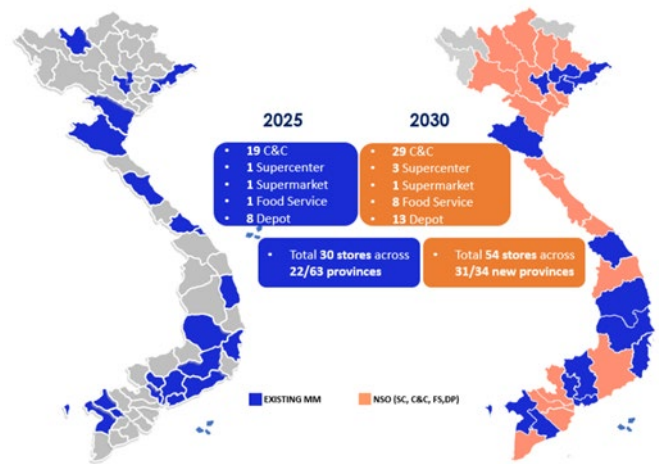 2025
• 19 C&C
• 1 Supercenter
• 1 Supermarket
• 1 Food Service
• 8 Depot
• Total 30 stores across
22/63 provinces
2030
• 29 C&C
• 3 Supercenter
• 1 Supermarket
• 8 Food Service
• 13 Depot
• Total 54 stores across
31/34 new provinces
EXISTING MM
NSO (SC, C&C, FS,DP)